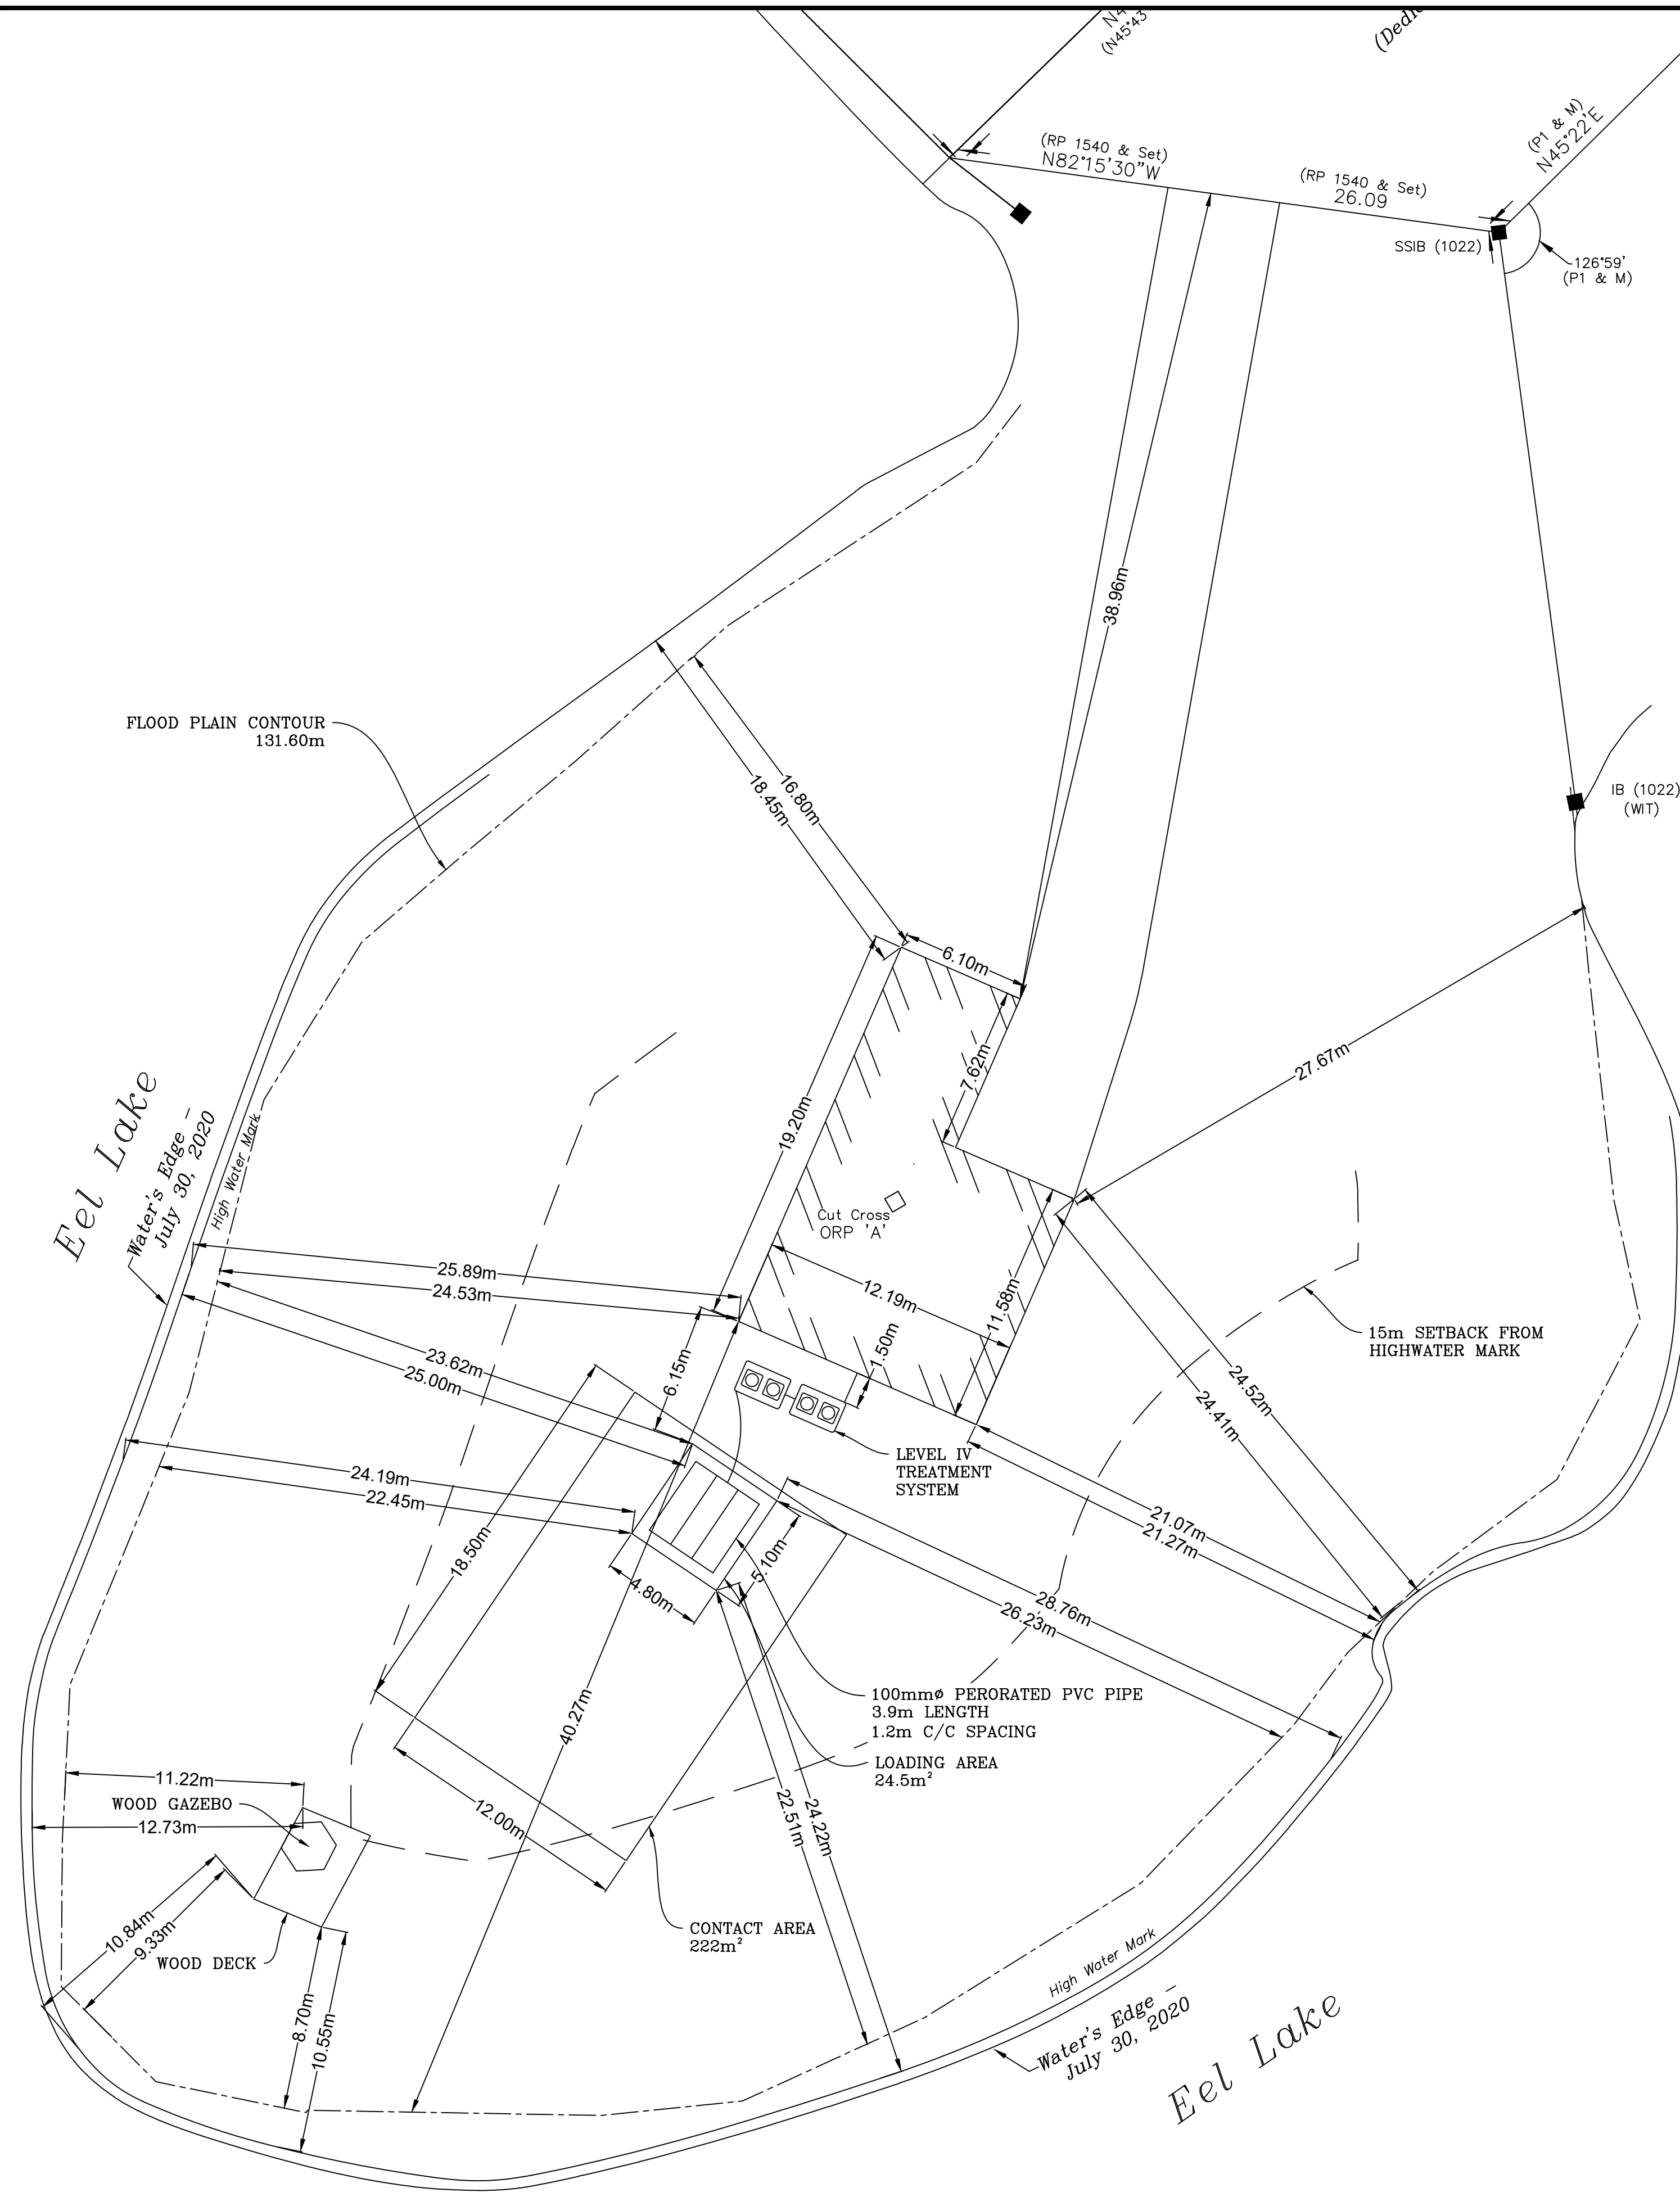 (N45°43'
(Dedic
(RP 1540 & Set)
N82°15'30"W
(RP 1540 & Set)
26.09
(P1 & M)
N45°22'E
SSIB (1022)
126°59'
(P1 & M)
38.96m
FLOOD PLAIN CONTOUR
131.60m
16.80m
18.45m
IB (1022)
(WIT)
6.10m
7.62m
27.67m
19.20m
Eel Lake
Water's Edge -
July 30, 2020
High Water Mark
Cut Cross
ORP 'A'
25.89m
24.53m
12.19m
11.58m
1.50m
15m SETBACK FROM
HIGHWATER MARK
23.62m
25.00m
6.15m
24.52m
24.41m
LEVEL IV
TREATMENT
SYSTEM
24.19m
22.45m
21.07m
21.27m
18.50m
5.10m
4.80m
28.76m
26.23m
100mmø PERORATED PVC PIPE
3.9m LENGTH
1.2m C/C SPACING
LOADING AREA
24.5m²
40.27m
11.22m
WOOD GAZEBO
12.73m
12.00m
22.51m
24.22m
10.84m
9.33m
WOOD DECK
CONTACT AREA
222m²
8.70m
10.55m
High Water Mark
Water's Edge -
July 30, 2020
Eel Lake